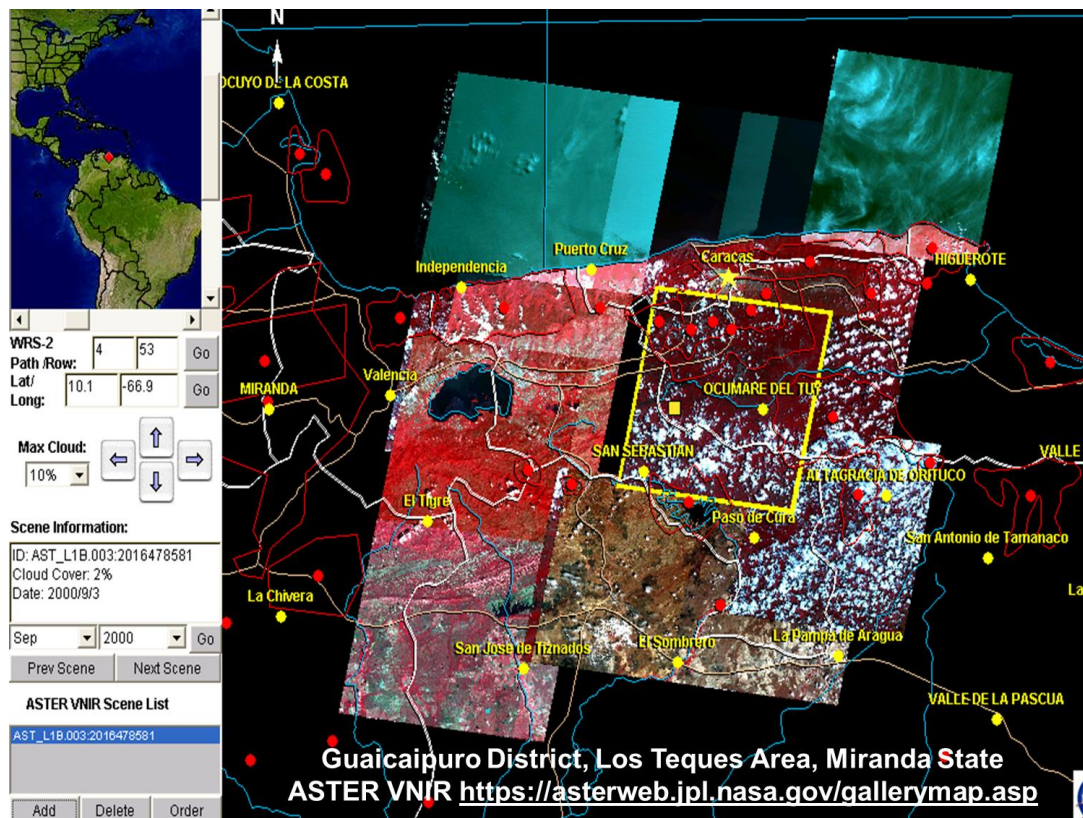 N
OCUYO DE LA COSTA
Puerto Cruz
Caracas
Independencia
HIGUEROTE
WRS-2
Path /Row:
4
53
Go
Lat/
Long:
10.1
-66.9
Go
Valencia
MIRANDA
OCUMARE DEL TUY
Max Cloud:
10%
SAN SEBASTIAN
VALLE
ALTAGRACIA DE ORITUCO
El Tigre
Paso de Cura
San Antonio de Tamanaco
Scene Information:
ID: AST_L1B.003:2016478581
Cloud Cover: 2%
Date: 2000/9/3
La Chivera
La
Sep
2000
Go
San Jose de Tiznados
El Sombrero
La Pampa de Aragua
Prev Scene
Next Scene
VALLE DE LA PASCUA
ASTER VNIR Scene List
AST_L1B.003:2016478581
Guaicaipuro District, Los Teques Area, Miranda State
ASTER VNIR https://asterweb.jpl.nasa.gov/gallerymap.asp
Add
Delete
Order